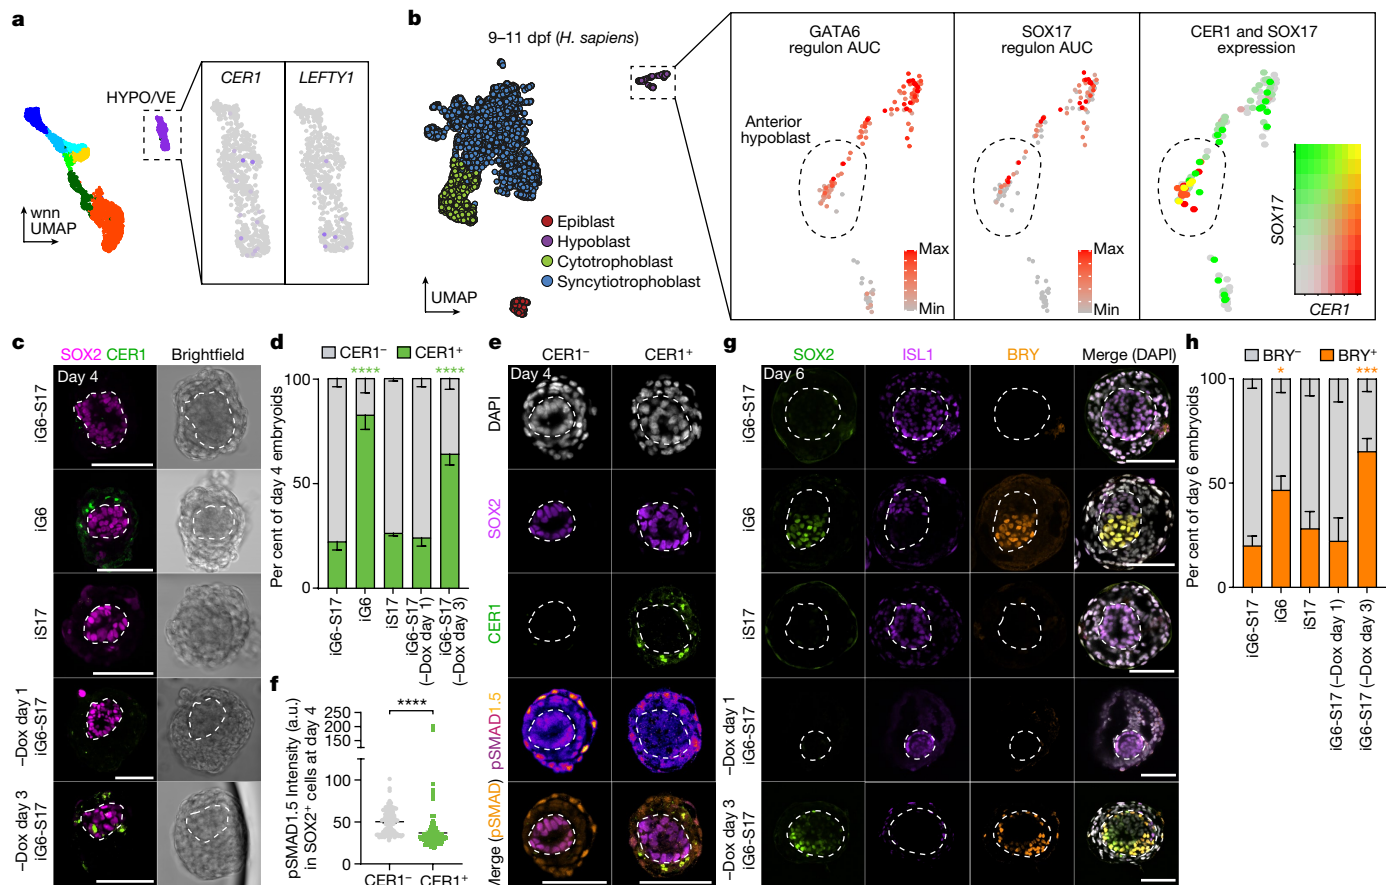 a
HYPO/VE
CER1
LEFTY1
wnn
UMAP
b
9–11 dpf (H. sapiens)
Epiblast
Hypoblast
Cytotrophoblast
Syncytiotrophoblast
UMAP
GATA6
regulon AUC
Anterior
hypoblast
Max
Min
SOX17
regulon AUC
Max
Min
CER1 and SOX17
expression
SOX17
CER1
c
SOX2 CER1
Brightfield
Day 4
iG6-S17
iG6
iS17
–Dox day 1
iG6-S17
–Dox day 3
iG6-S17
d
CER1–
CER1+
****
****
Per cent of day 4 embryoids
100
50
0
iG6-S17
iG6
iS17
iG6-S17
(–Dox day 1)
iG6-S17
(–Dox day 3)
f
pSMAD1.5 Intensity (a.u.)
in SOX2+ cells at day 4
250
200
150
100
50
0
****
CER1–
CER1+
e
CER1–
CER1+
Day 4
DAPI
SOX2
CER1
pSMAD1.5
Merge (pSMAD)
g
SOX2
ISL1
BRY
Merge (DAPI)
Day 6
iG6-S17
iG6
iS17
–Dox day 1
iG6-S17
–Dox day 3
iG6-S17
h
BRY–
BRY+
*
***
Per cent of day 6 embryoids
100
50
0
iG6-S17
iG6
iS17
iG6-S17 (–Dox day 1)
iG6-S17 (–Dox day 3)